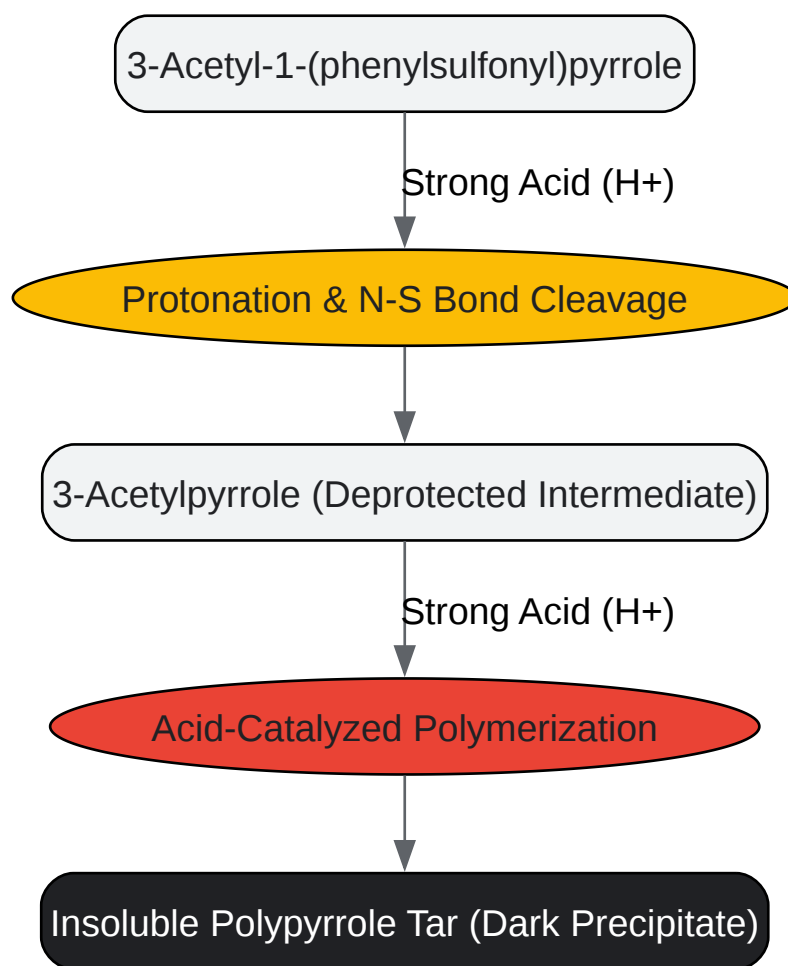 3-Acetyl-1-(phenylsulfonyl)pyrrole
Strong Acid (H+)
Protonation & N-S Bond Cleavage
3-Acetylpyrrole (Deprotected Intermediate)
Strong Acid (H+)
Acid-Catalyzed Polymerization
Insoluble Polypyrrole Tar (Dark Precipitate)